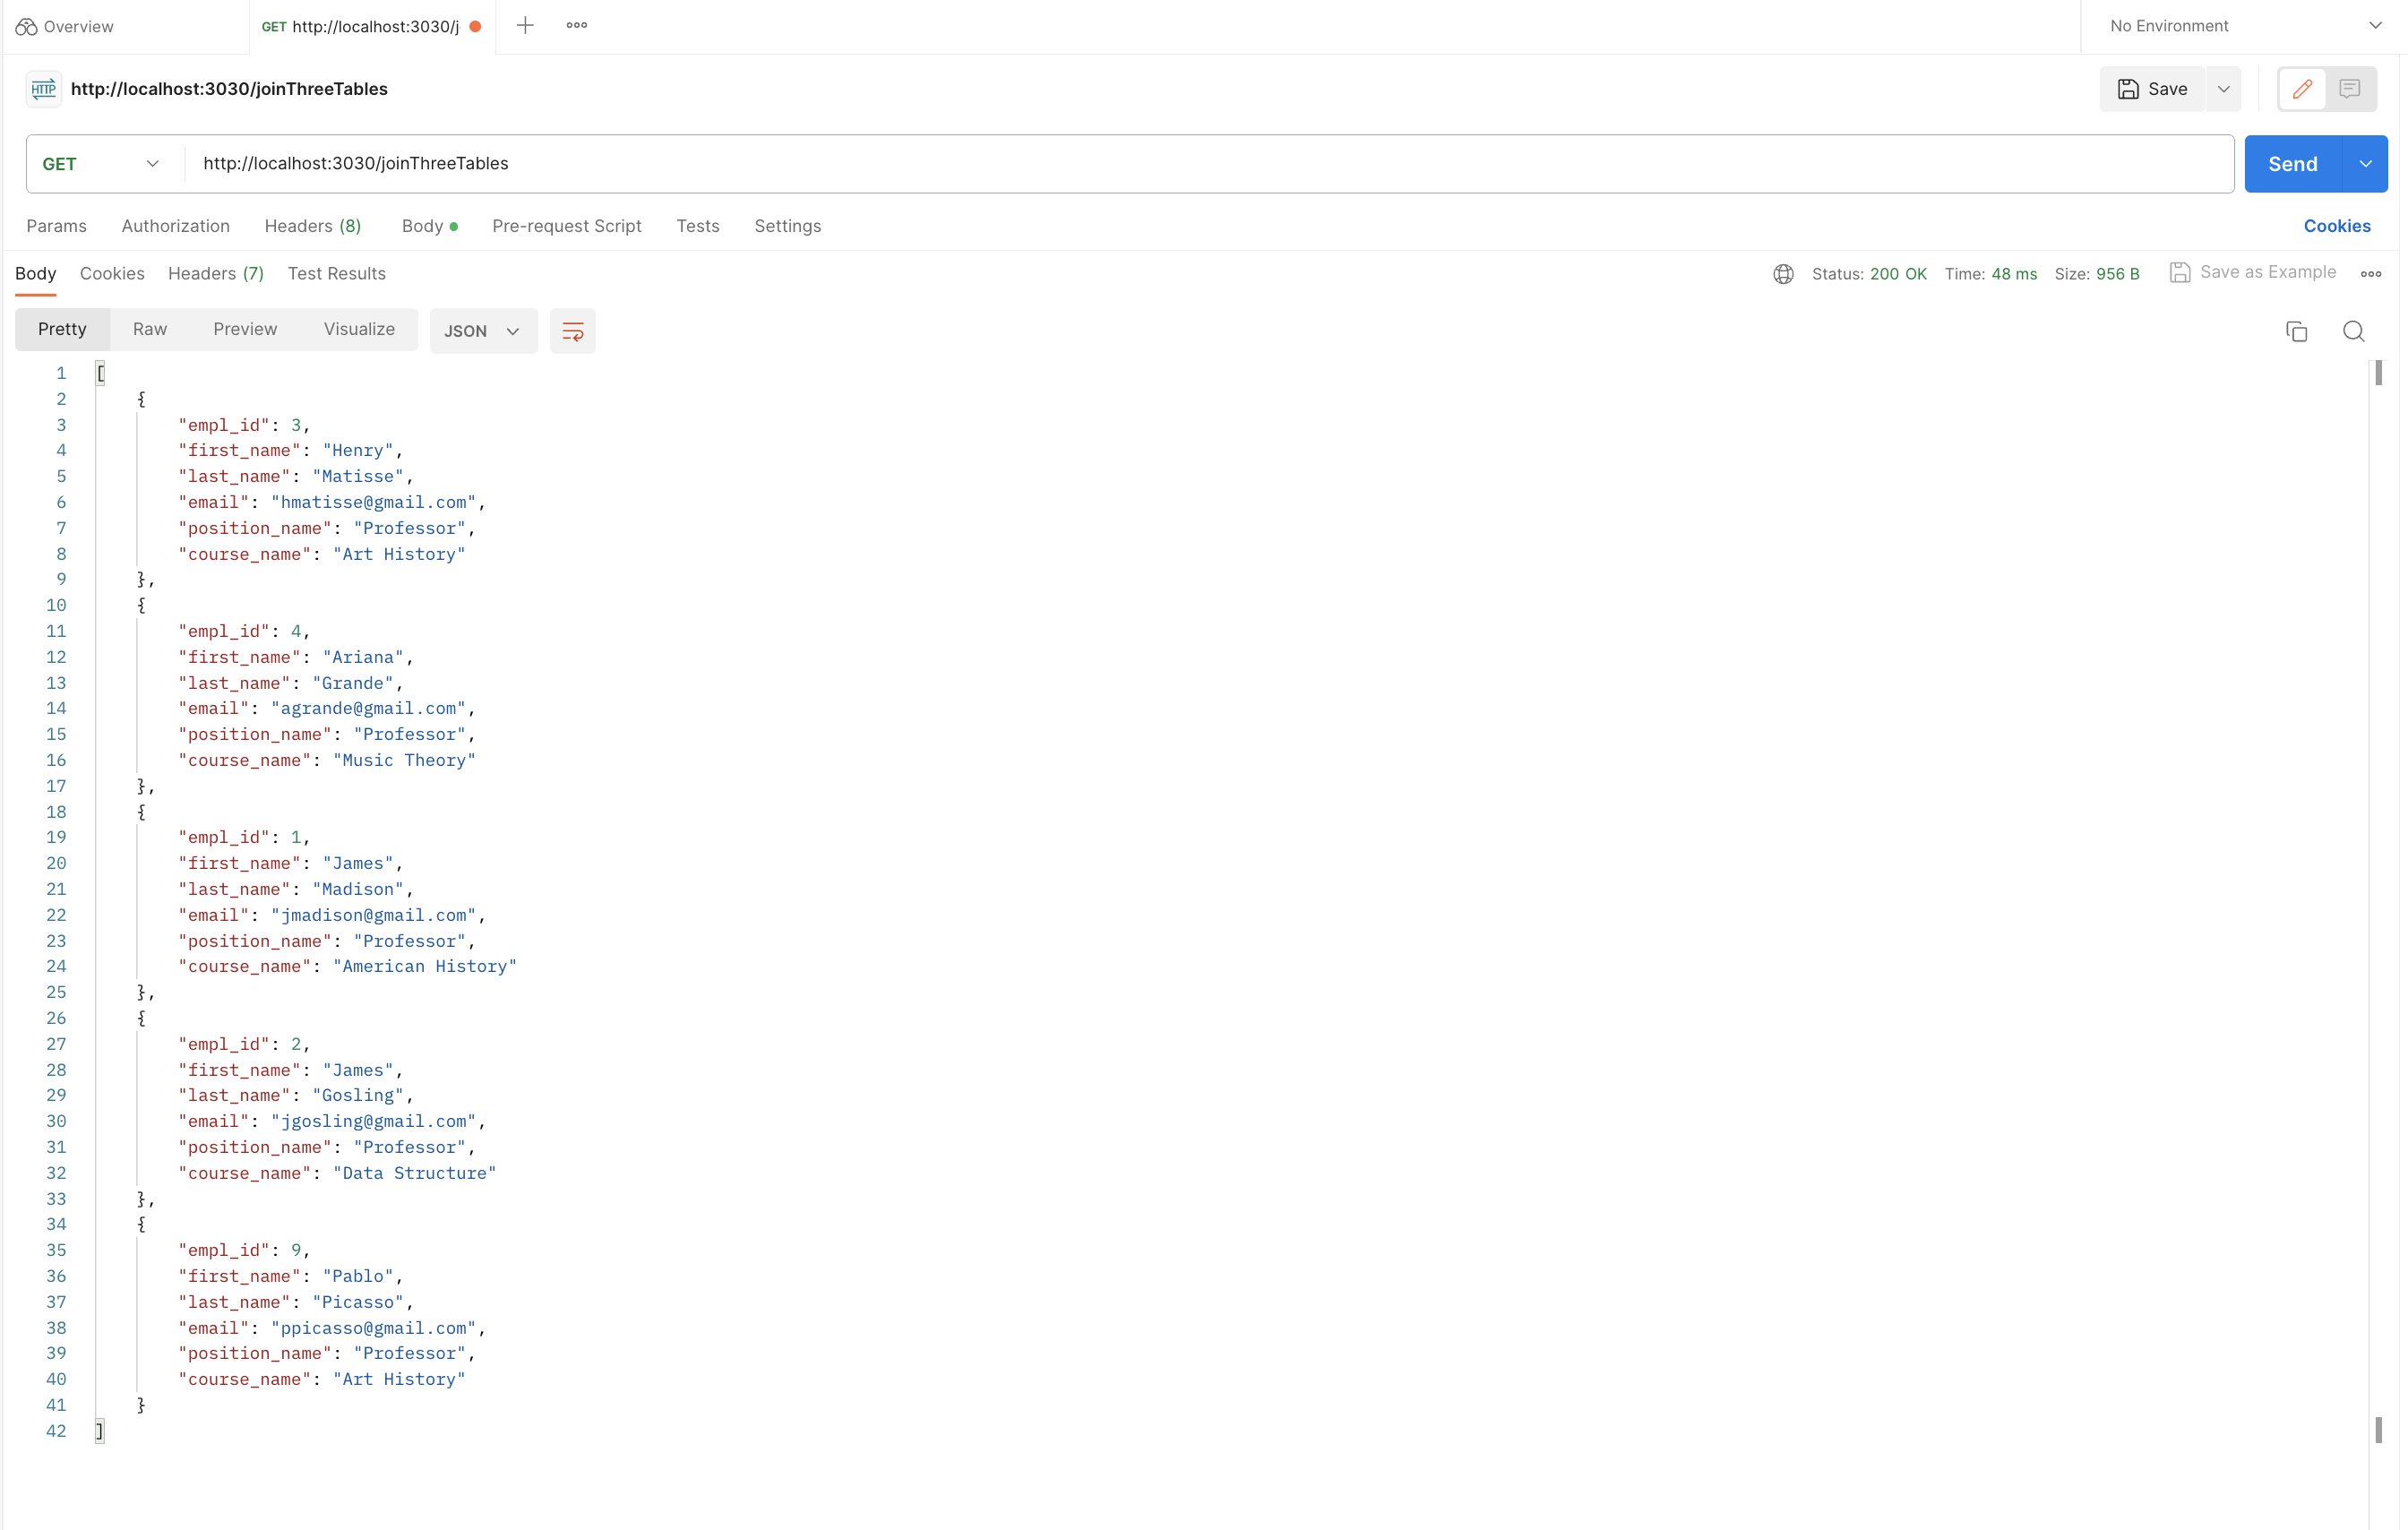 Overview
GET http://localhost:3030/j
No Environment
HTTP http://localhost:3030/joinThreeTables
Save
GET http://localhost:3030/joinThreeTables
Send
Params Authorization Headers (8) Body Pre-request Script Tests Settings Cookies
Body Cookies Headers (7) Test Results Status: 200 OK Time: 48 ms Size: 956 B Save as Example
Pretty Raw Preview Visualize JSON
1 [
2 {
3 "empl_id": 3,
4 "first_name": "Henry",
5 "last_name": "Matisse",
6 "email": "hmatisse@gmail.com",
7 "position_name": "Professor",
8 "course_name": "Art History"
9 },
10 {
11 "empl_id": 4,
12 "first_name": "Ariana",
13 "last_name": "Grande",
14 "email": "agrande@gmail.com",
15 "position_name": "Professor",
16 "course_name": "Music Theory"
17 },
18 {
19 "empl_id": 1,
20 "first_name": "James",
21 "last_name": "Madison",
22 "email": "jmadison@gmail.com",
23 "position_name": "Professor",
24 "course_name": "American History"
25 },
26 {
27 "empl_id": 2,
28 "first_name": "James",
29 "last_name": "Gosling",
30 "email": "jgosling@gmail.com",
31 "position_name": "Professor",
32 "course_name": "Data Structure"
33 },
34 {
35 "empl_id": 9,
36 "first_name": "Pablo",
37 "last_name": "Picasso",
38 "email": "ppicasso@gmail.com",
39 "position_name": "Professor",
40 "course_name": "Art History"
41 }
42 ]